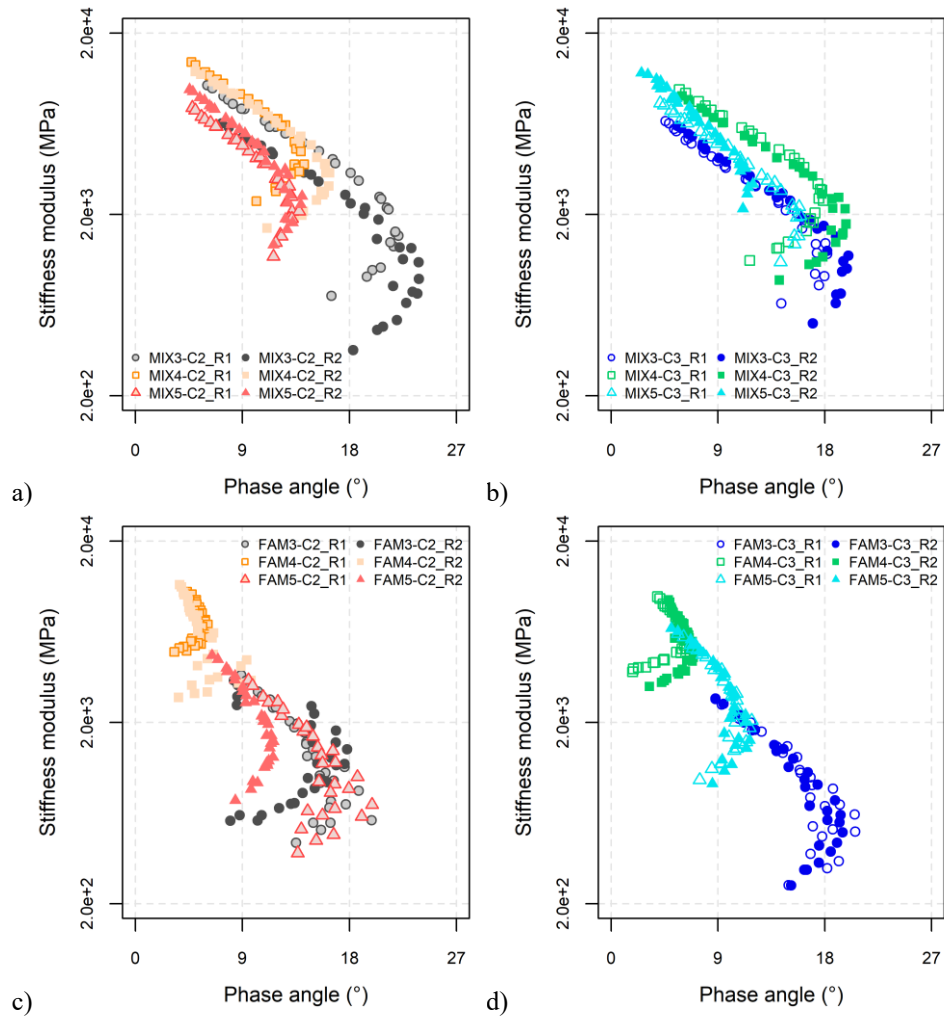 2.0e+4
2.0e+3
2.0e+2
Stiffness modulus (MPa)
MIX3-C2_R1 MIX3-C2_R2
MIX4-C2_R1 MIX4-C2_R2
MIX5-C2_R1 MIX5-C2_R2
0 9 18 27
Phase angle (°)
a)
2.0e+4
2.0e+3
2.0e+2
Stiffness modulus (MPa)
MIX3-C3_R1 MIX3-C3_R2
MIX4-C3_R1 MIX4-C3_R2
MIX5-C3_R1 MIX5-C3_R2
0 9 18 27
Phase angle (°)
b)
2.0e+4
2.0e+3
2.0e+2
Stiffness modulus (MPa)
FAM3-C2_R1 FAM3-C2_R2
FAM4-C2_R1 FAM4-C2_R2
FAM5-C2_R1 FAM5-C2_R2
0 9 18 27
Phase angle (°)
c)
2.0e+4
2.0e+3
2.0e+2
Stiffness modulus (MPa)
FAM3-C3_R1 FAM3-C3_R2
FAM4-C3_R1 FAM4-C3_R2
FAM5-C3_R1 FAM5-C3_R2
0 9 18 27
Phase angle (°)
d)